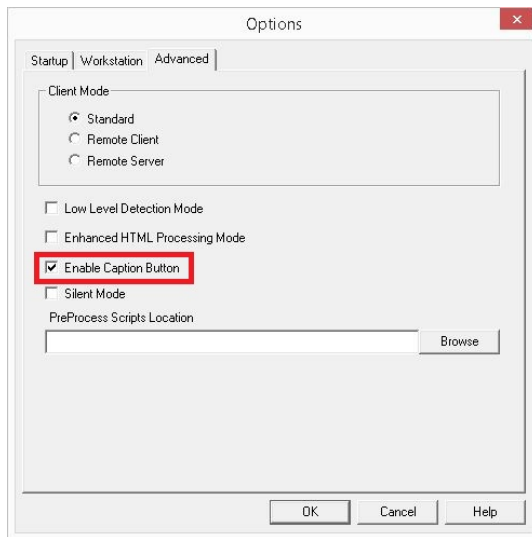 Options
Startup Workstation Advanced
Client Mode
Standard
Remote Client
Remote Server
Low Level Detection Mode
Enhanced HTML Processing Mode
Enable Caption Button
Silent Mode
PreProcess Scripts Location
Browse
OK Cancel Help